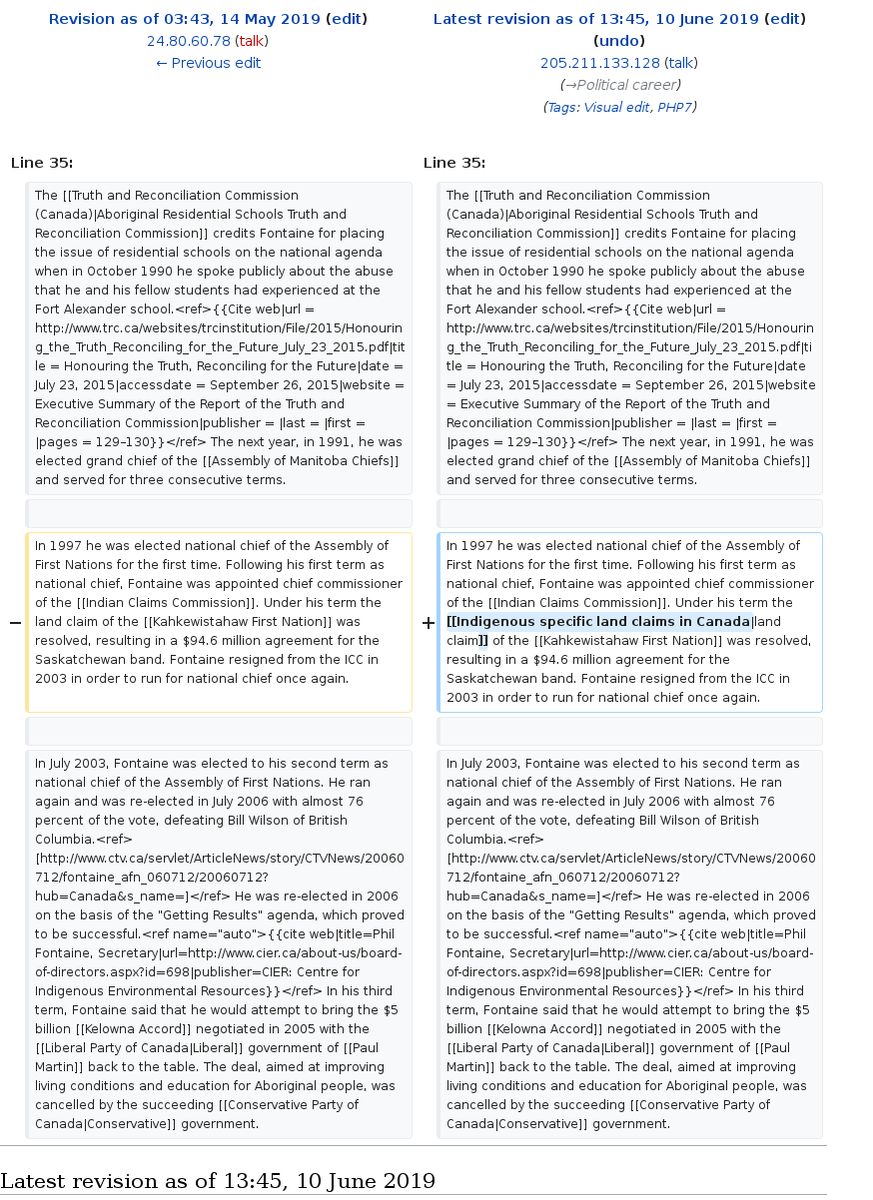 Revision as of 03:43, 14 May 2019 (edit)
24.80.60.78 (talk)
← Previous edit
Latest revision as of 13:45, 10 June 2019 (edit)
(undo)
205.211.133.128 (talk)
(→Political career)
(Tags: Visual edit, PHP7)
Line 35:
Line 35:
The [[Truth and Reconciliation Commission
(Canada)|Aboriginal Residential Schools Truth and
Reconciliation Commission]] credits Fontaine for placing
the issue of residential schools on the national agenda
when in October 1990 he spoke publicly about the abuse
that he and his fellow students had experienced at the
Fort Alexander school.<ref>{{Cite web|url =
http://www.trc.ca/websites/trcinstitution/File/2015/Honourin
g_the_Truth_Reconciling_for_the_Future_July_23_2015.pdf|tit
le = Honouring the Truth, Reconciling for the Future|date =
July 23, 2015|accessdate = September 26, 2015|website =
Executive Summary of the Report of the Truth and
Reconciliation Commission|publisher = |last = |first =
|pages = 129–130}}</ref> The next year, in 1991, he was
elected grand chief of the [[Assembly of Manitoba Chiefs]]
and served for three consecutive terms.
The [[Truth and Reconciliation Commission
(Canada)|Aboriginal Residential Schools Truth and
Reconciliation Commission]] credits Fontaine for placing
the issue of residential schools on the national agenda
when in October 1990 he spoke publicly about the abuse
that he and his fellow students had experienced at the
Fort Alexander school.<ref>{{Cite web|url =
http://www.trc.ca/websites/trcinstitution/File/2015/Honourin
g_the_Truth_Reconciling_for_the_Future_July_23_2015.pdf|ti
tle = Honouring the Truth, Reconciling for the Future|date
= July 23, 2015|accessdate = September 26, 2015|website
= Executive Summary of the Report of the Truth and
Reconciliation Commission|publisher = |last = |first =
|pages = 129–130}}</ref> The next year, in 1991, he was
elected grand chief of the [[Assembly of Manitoba Chiefs]]
and served for three consecutive terms.
−
In 1997 he was elected national chief of the Assembly of
First Nations for the first time. Following his first term as
national chief, Fontaine was appointed chief commissioner
of the [[Indian Claims Commission]]. Under his term the
land claim of the [[Kahkewistahaw First Nation]] was
resolved, resulting in a $94.6 million agreement for the
Saskatchewan band. Fontaine resigned from the ICC in
2003 in order to run for national chief once again.
+
In 1997 he was elected national chief of the Assembly of
First Nations for the first time. Following his first term as
national chief, Fontaine was appointed chief commissioner
of the [[Indian Claims Commission]]. Under his term the
[[Indigenous specific land claims in Canada|land
claim]] of the [[Kahkewistahaw First Nation]] was resolved,
resulting in a $94.6 million agreement for the
Saskatchewan band. Fontaine resigned from the ICC in
2003 in order to run for national chief once again.
In July 2003, Fontaine was elected to his second term as
national chief of the Assembly of First Nations. He ran
again and was re-elected in July 2006 with almost 76
percent of the vote, defeating Bill Wilson of British
Columbia.<ref>
[http://www.ctv.ca/servlet/ArticleNews/story/CTVNews/20060
712/fontaine_afn_060712/20060712?
hub=Canada&s_name=]</ref> He was re-elected in 2006
on the basis of the "Getting Results" agenda, which proved
to be successful.<ref name="auto">{{cite web|title=Phil
Fontaine, Secretary|url=http://www.cier.ca/about-us/board-
of-directors.aspx?id=698|publisher=CIER: Centre for
Indigenous Environmental Resources}}</ref> In his third
term, Fontaine said that he would attempt to bring the $5
billion [[Kelowna Accord]] negotiated in 2005 with the
[[Liberal Party of Canada|Liberal]] government of [[Paul
Martin]] back to the table. The deal, aimed at improving
living conditions and education for Aboriginal people, was
cancelled by the succeeding [[Conservative Party of
Canada|Conservative]] government.
In July 2003, Fontaine was elected to his second term as
national chief of the Assembly of First Nations. He ran
again and was re-elected in July 2006 with almost 76
percent of the vote, defeating Bill Wilson of British
Columbia.<ref>
[http://www.ctv.ca/servlet/ArticleNews/story/CTVNews/20060
712/fontaine_afn_060712/20060712?
hub=Canada&s_name=]</ref> He was re-elected in 2006
on the basis of the "Getting Results" agenda, which proved
to be successful.<ref name="auto">{{cite web|title=Phil
Fontaine, Secretary|url=http://www.cier.ca/about-us/board-
of-directors.aspx?id=698|publisher=CIER: Centre for
Indigenous Environmental Resources}}</ref> In his third
term, Fontaine said that he would attempt to bring the $5
billion [[Kelowna Accord]] negotiated in 2005 with the
[[Liberal Party of Canada|Liberal]] government of [[Paul
Martin]] back to the table. The deal, aimed at improving
living conditions and education for Aboriginal people, was
cancelled by the succeeding [[Conservative Party of
Canada|Conservative]] government.
Latest revision as of 13:45, 10 June 2019